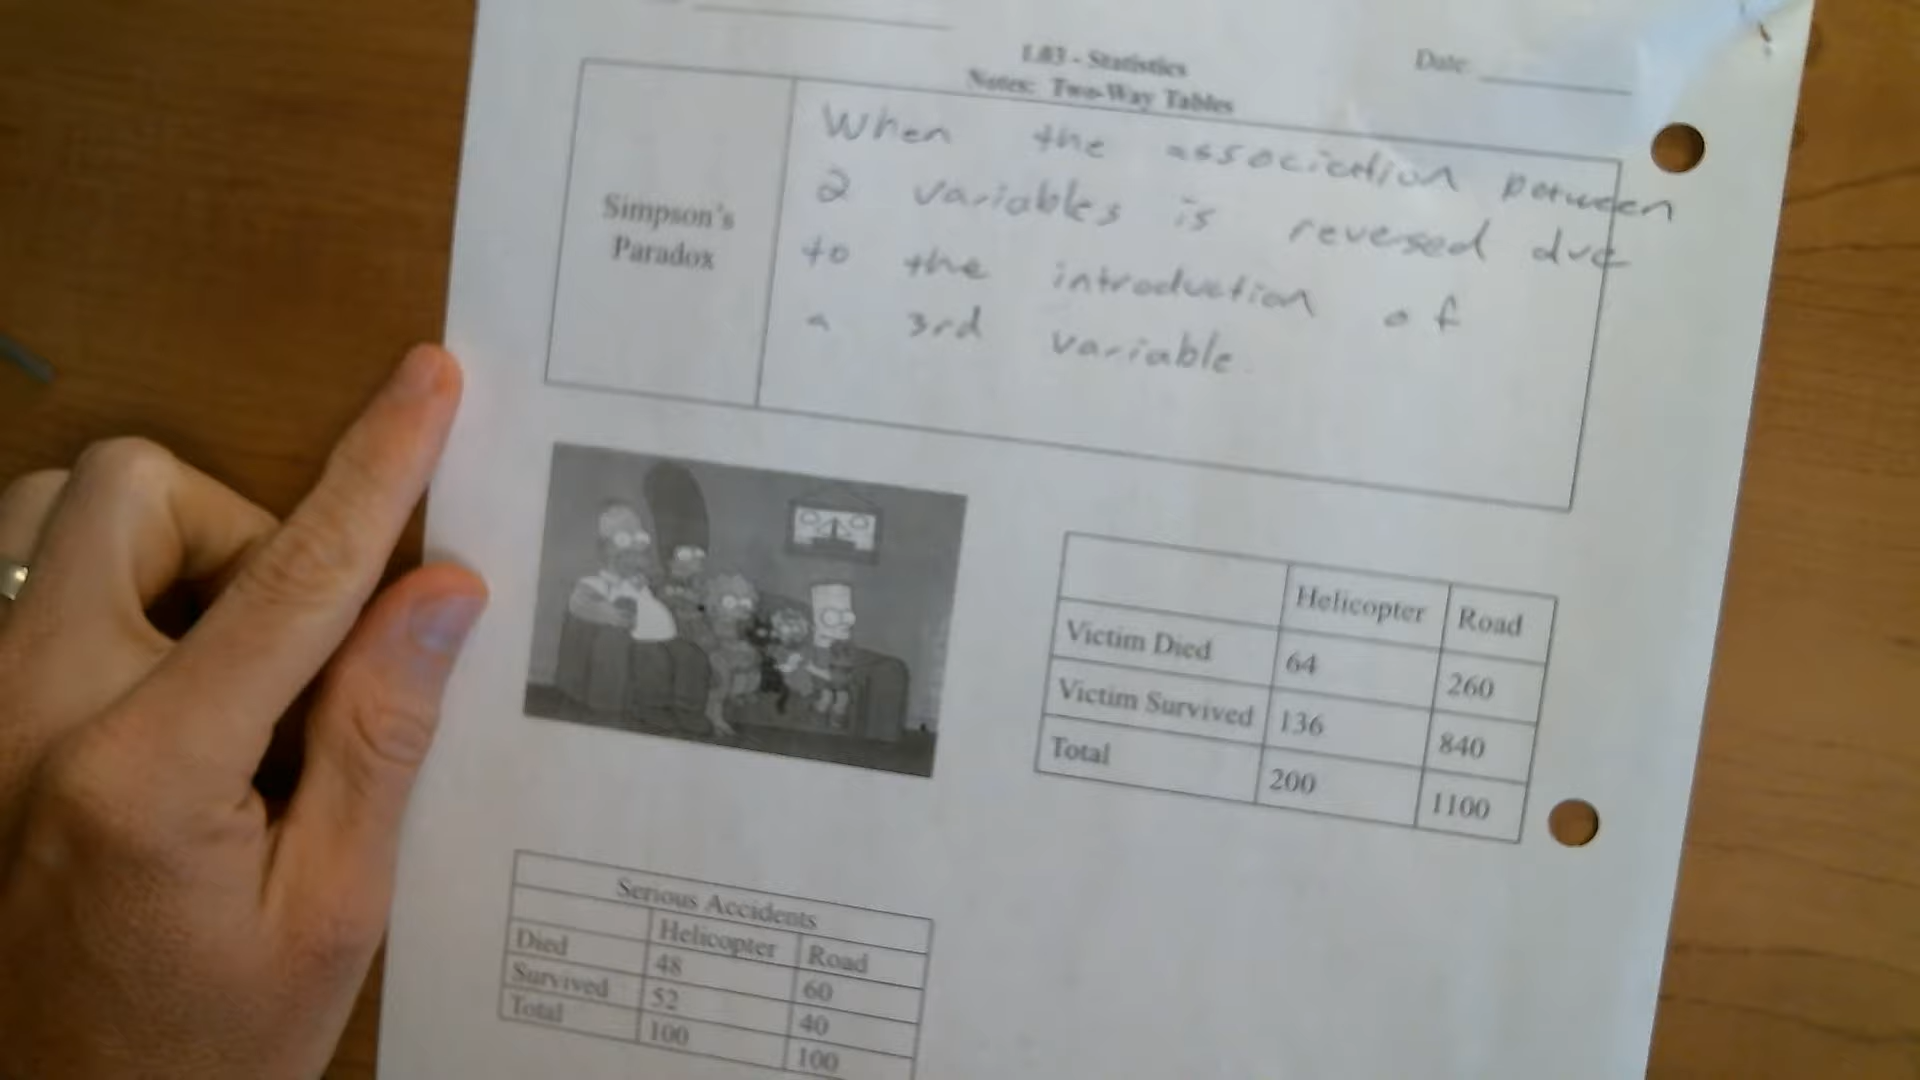 1.03 - Statistics
Date:
Notes: Two-Way Tables
Simpson's
Paradox
When the association between
2 variables is reversed due
to the introduction of
a 3rd variable.
Helicopter Road
Victim Died 64 260
Victim Survived 136 840
Total 200 1100
Serious Accidents
Helicopter Road
Died 48 60
Survived 52 40
Total 100 100